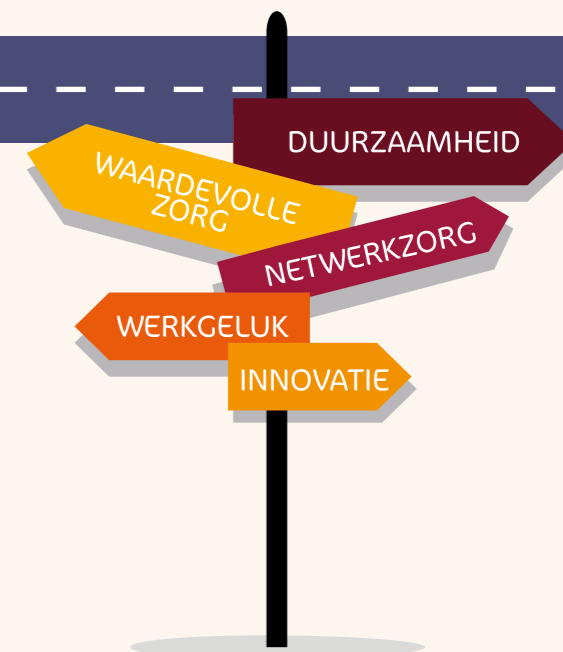 DUURZAAMHEID
WAARDEVOLLE
ZORG
NETWERKZORG
WERKGELUK
INNOVATIE